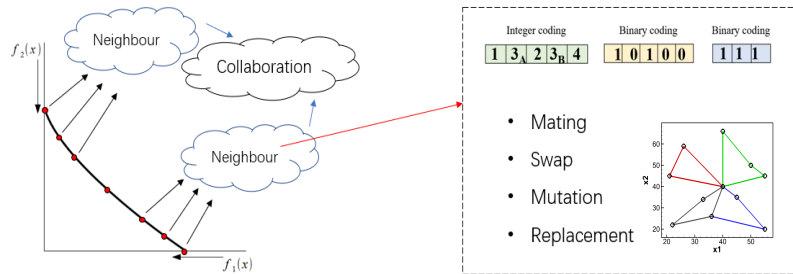 f₂(x)
Neighbour
Collaboration
Neighbour
f₁(x)
Integer coding
Binary coding
Binary coding
1 3A 2 3B 4
1 0 1 0 0
1 1 1
• Mating
• Swap
• Mutation
• Replacement
70
60
50
40
30
20
x2
20 30 40 50
x1